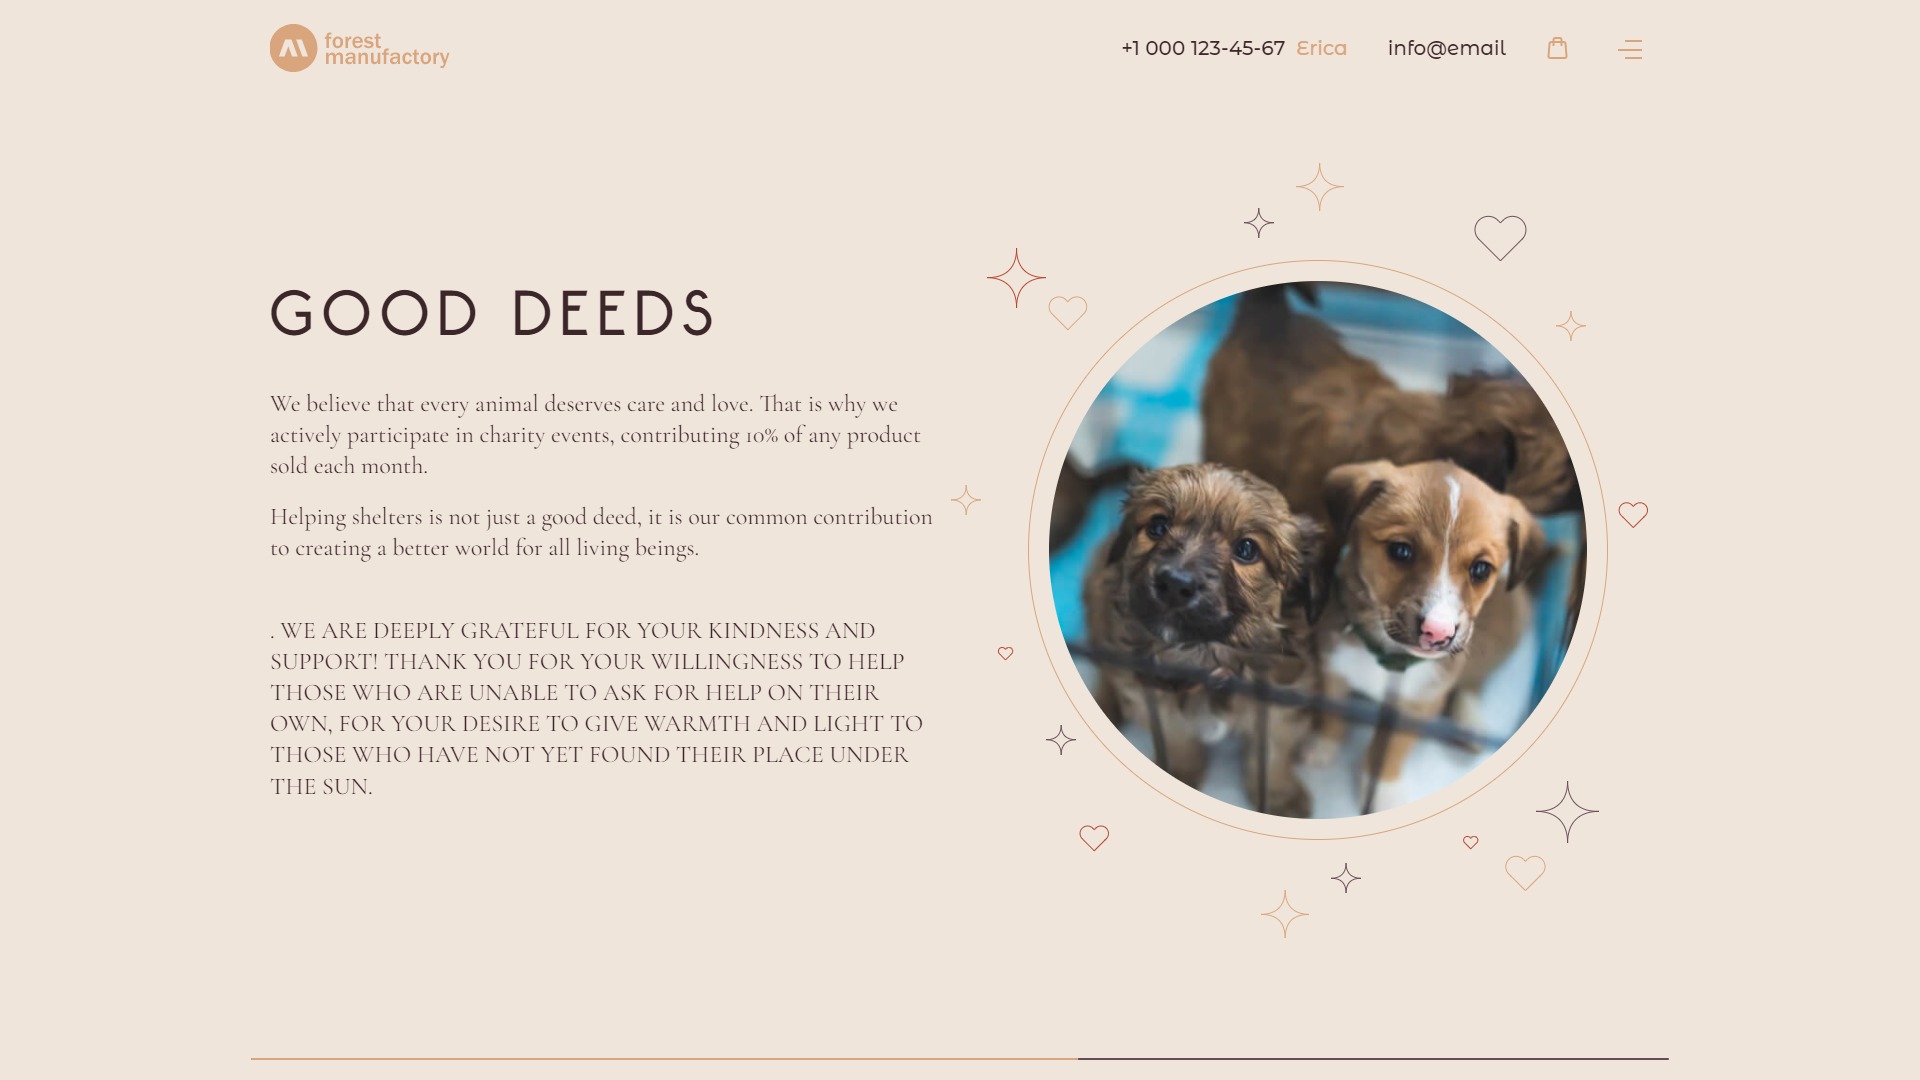 forest
manufactory
+1 000 123-45-67 Erica info@email
GOOD DEEDS
We believe that every animal deserves care and love. That is why we
actively participate in charity events, contributing 10% of any product
sold each month.
Helping shelters is not just a good deed, it is our common contribution
to creating a better world for all living beings.
. WE ARE DEEPLY GRATEFUL FOR YOUR KINDNESS AND
SUPPORT! THANK YOU FOR YOUR WILLINGNESS TO HELP
THOSE WHO ARE UNABLE TO ASK FOR HELP ON THEIR
OWN, FOR YOUR DESIRE TO GIVE WARMTH AND LIGHT TO
THOSE WHO HAVE NOT YET FOUND THEIR PLACE UNDER
THE SUN.